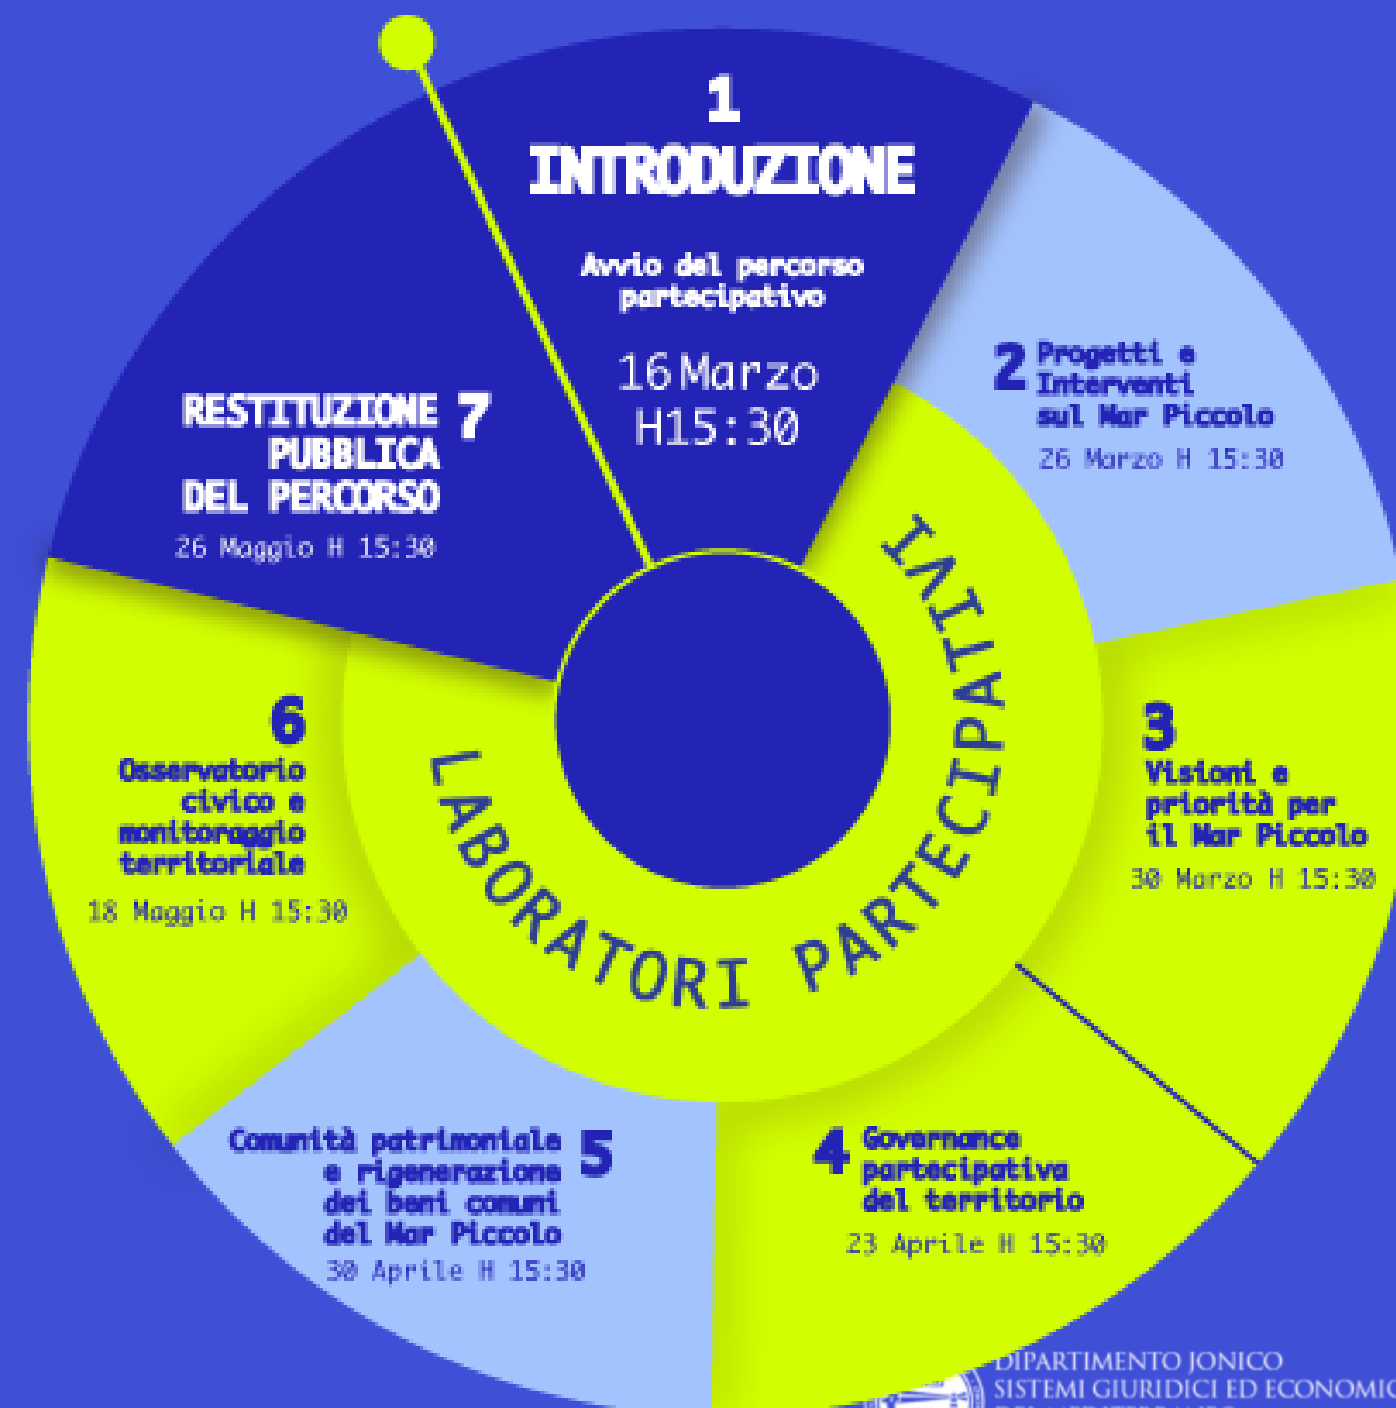 1
INTRODUZIONE
Avvio del percorso
partecipativo
16 Marzo
H15:30
2 Progetti e
Interventi
sul Mar Piccolo
26 Marzo H 15:30
3
Visioni e
priorità per
il Mar Piccolo
30 Marzo H 15:30
4 Governance
partecipativa
del territorio
23 Aprile H 15:30
Comunità patrimoniale 5
e rigenerazione
dei beni comuni
del Mar Piccolo
30 Aprile H 15:30
6
Osservatorio
civico e
monitoraggio
territoriale
18 Maggio H 15:30
RESTITUZIONE 7
PUBBLICA
DEL PERCORSO
26 Maggio H 15:30
LABORATORI PARTECIPATIVI
DIPARTIMENTO JONICO
SISTEMI GIURIDICI ED ECONOMIC